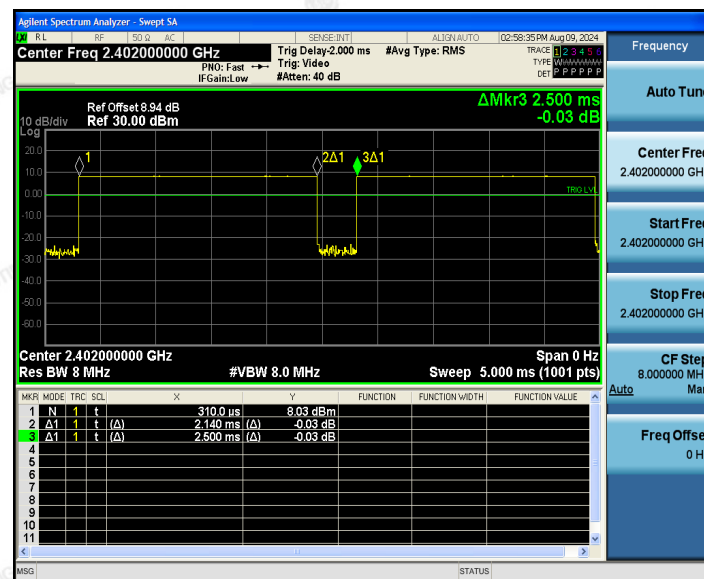 Agilent Spectrum Analyzer - Swept SA
LXI RL RF 50 Ω AC SENSE:INT ALIGN AUTO 02:58:35 PM Aug 09, 2024
Center Freq 2.402000000 GHz
PNO: Fast
IFGain:Low
Trig Delay-2.000 ms
Trig: Video
#Atten: 40 dB
#Avg Type: RMS
TRACE 1 2 3 4 5 6
TYPE WWWWWW
DET P P P P P P
ΔMkr3 2.500 ms
-0.03 dB
Ref Offset 8.94 dB
10 dB/div Ref 30.00 dBm
Log
20.0
10.0
0.00
-10.0
-20.0
-30.0
-40.0
-50.0
-60.0
1
2Δ1
3Δ1
TRIG LVL
Center 2.402000000 GHz Span 0 Hz
Res BW 8 MHz #VBW 8.0 MHz Sweep 5.000 ms (1001 pts)
MKR MODE TRC SCL X Y FUNCTION FUNCTION WIDTH FUNCTION VALUE
1 N 1 t 310.0 µs 8.03 dBm
2 Δ1 1 t (Δ) 2.140 ms (Δ) -0.03 dB
3 Δ1 1 t (Δ) 2.500 ms (Δ) -0.03 dB
4
5
6
7
8
9
10
11
MSG STATUS
Frequency
Auto Tun
Center Fre
2.402000000 GH
Start Fre
2.402000000 GH
Stop Fre
2.402000000 GH
CF Step
8.000000 MH
Auto Ma
Freq Offse
0 H